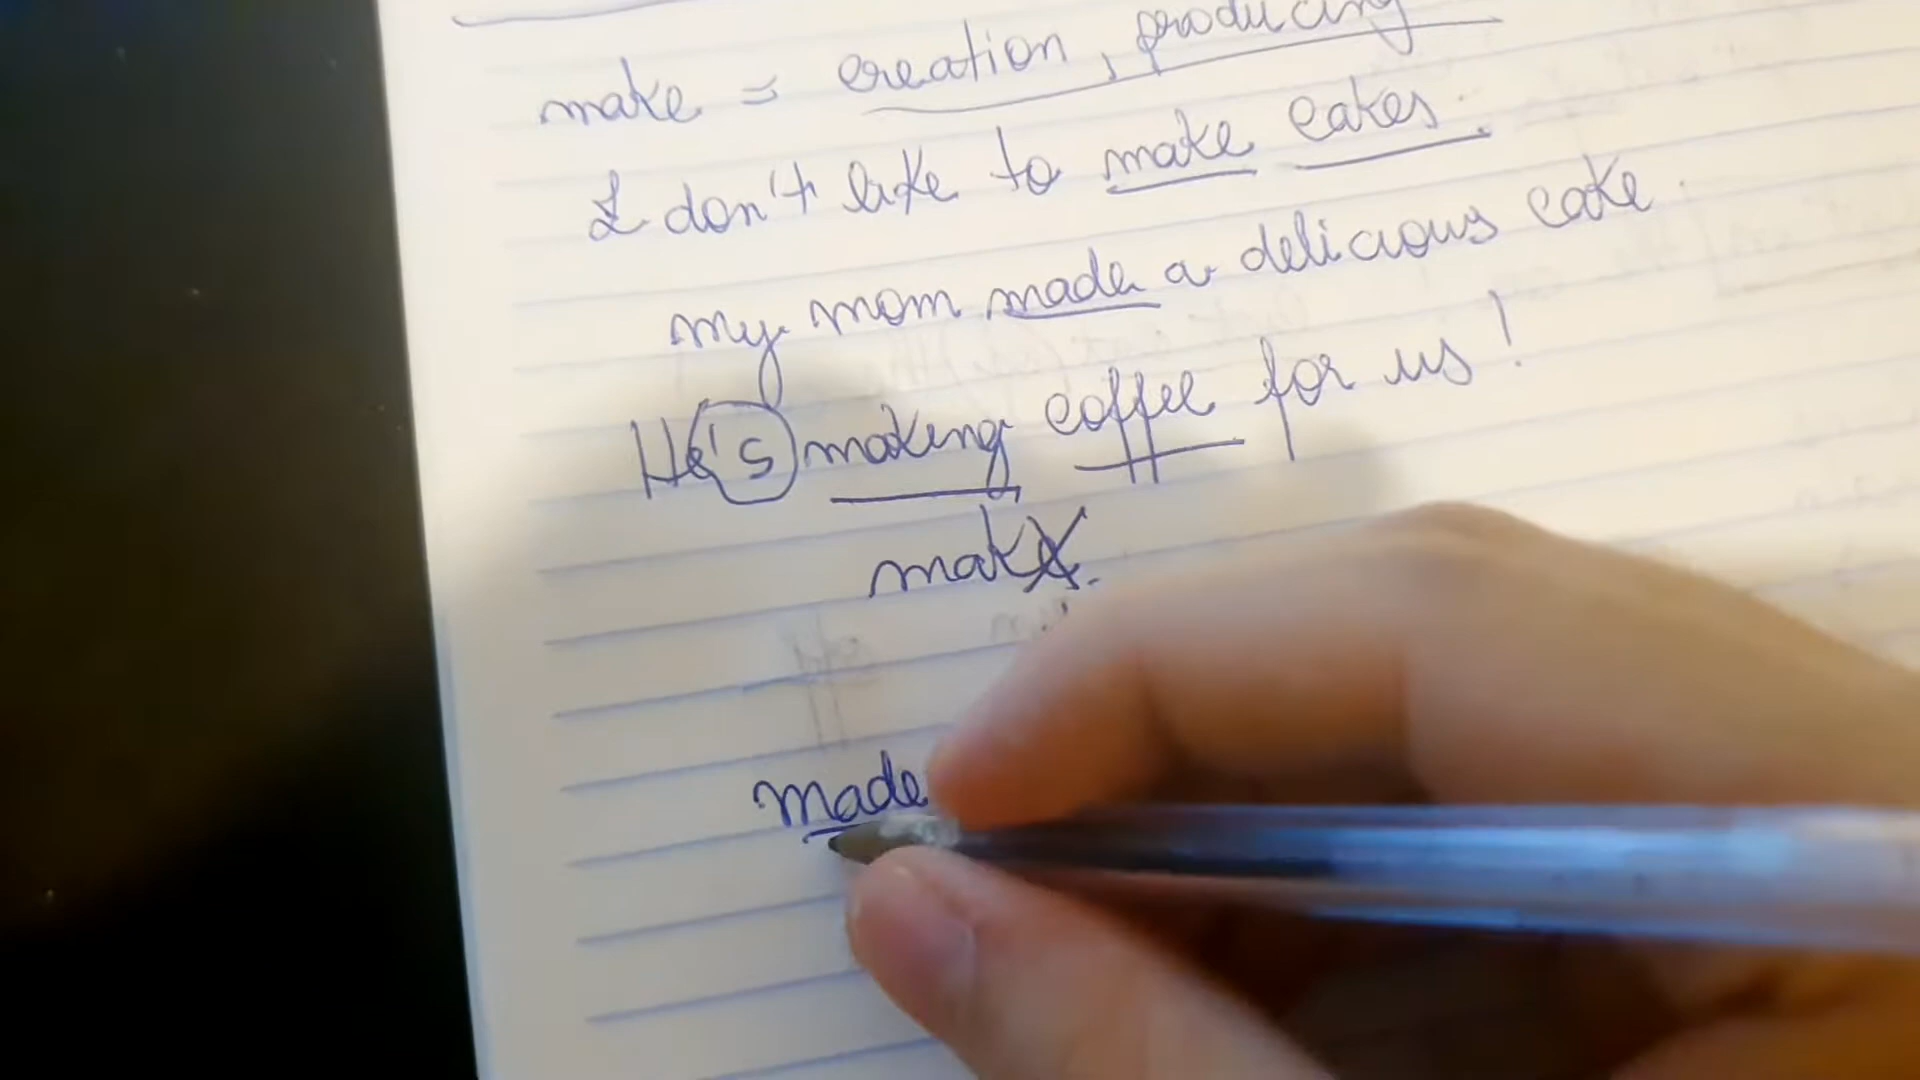 make = creation, producing
I don't like to make cakes.
my mom made a delicious cake.
He's making coffee for us!
make
made